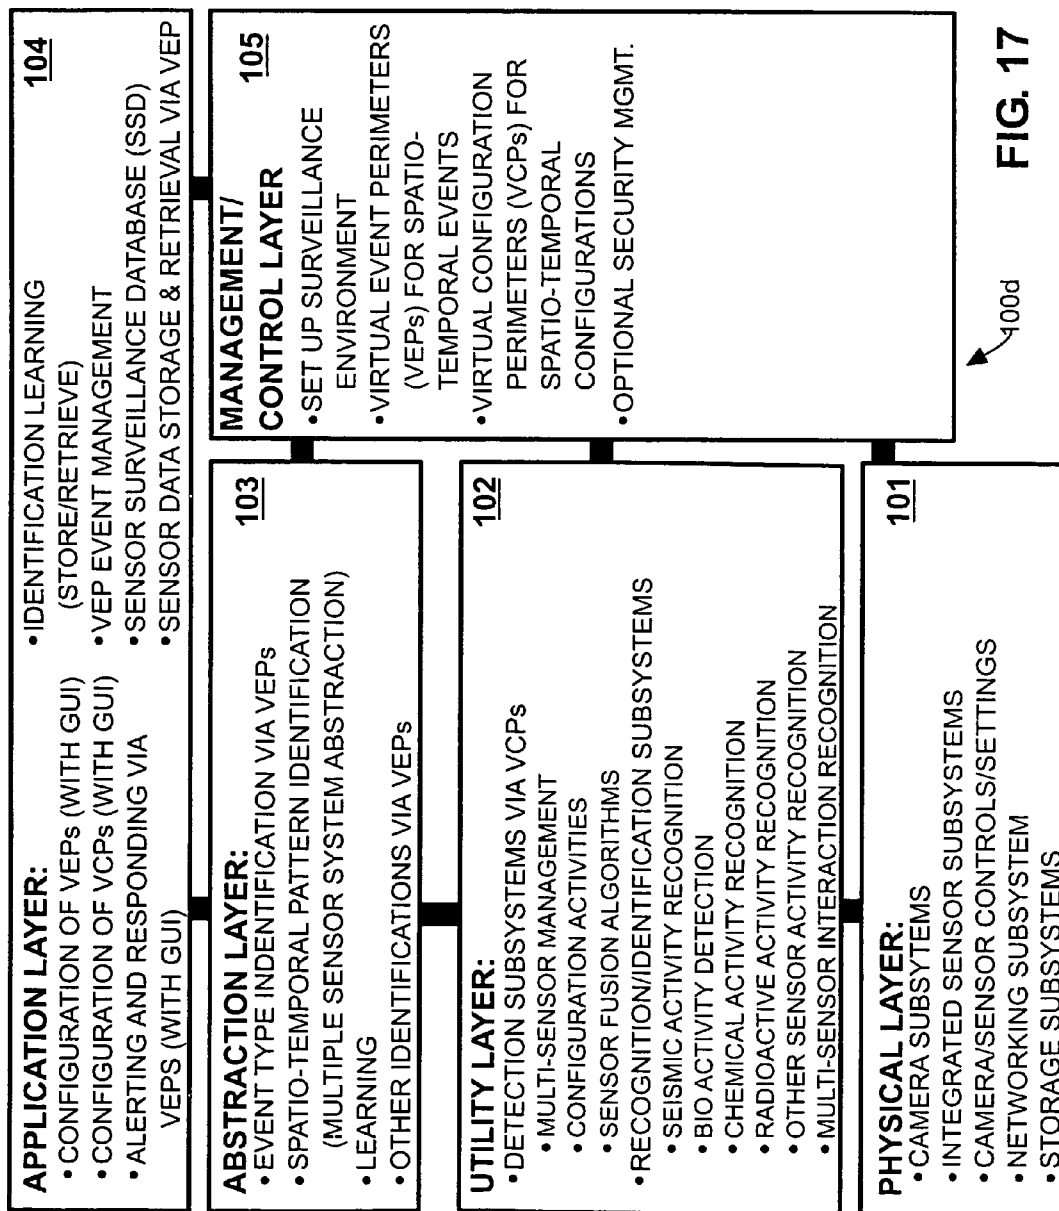 APPLICATION LAYER:
• CONFIGURATION OF VEPs (WITH GUI)
• CONFIGURATION OF VCPs (WITH GUI)
• ALERTING AND RESPONDING VIA
VEPS (WITH GUI)
• IDENTIFICATION LEARNING
(STORE/RETRIEVE)
• VEP EVENT MANAGEMENT
• SENSOR SURVEILLANCE DATABASE (SSD)
• SENSOR DATA STORAGE & RETRIEVAL VIA VEP
104
ABSTRACTION LAYER:
• EVENT TYPE INDENTIFICATION VIA VEPs
• SPATIO-TEMPORAL PATTERN IDENTIFICATION
(MULTIPLE SENSOR SYSTEM ABSTRACTION)
• LEARNING
• OTHER IDENTIFICATIONS VIA VEPs
103
UTILITY LAYER:
• DETECTION SUBSYSTEMS VIA VCPs
• MULTI-SENSOR MANAGEMENT
• CONFIGURATION ACTIVITIES
• SENSOR FUSION ALGORITHMS
• RECOGNITION/IDENTIFICATION SUBSYSTEMS
• SEISMIC ACTIVITY RECOGNITION
• BIO ACTIVITY DETECTION
• CHEMICAL ACTIVITY RECOGNITION
• RADIOACTIVE ACTIVITY RECOGNITION
• OTHER SENSOR ACTIVITY RECOGNITION
• MULTI-SENSOR INTERACTION RECOGNITION
102
PHYSICAL LAYER:
• CAMERA SUBSYTEMS
• INTEGRATED SENSOR SUBSYSTEMS
• CAMERA/SENSOR CONTROLS/SETTINGS
• NETWORKING SUBSYSTEM
• STORAGE SUBSYSTEMS
101
MANAGEMENT/
CONTROL LAYER
105
• SET UP SURVEILLANCE
ENVIRONMENT
• VIRTUAL EVENT PERIMETERS
(VEPs) FOR SPATIO-
TEMPORAL EVENTS
• VIRTUAL CONFIGURATION
PERIMETERS (VCPs) FOR
SPATIO-TEMPORAL
CONFIGURATIONS
• OPTIONAL SECURITY MGMT.
100d
FIG. 17